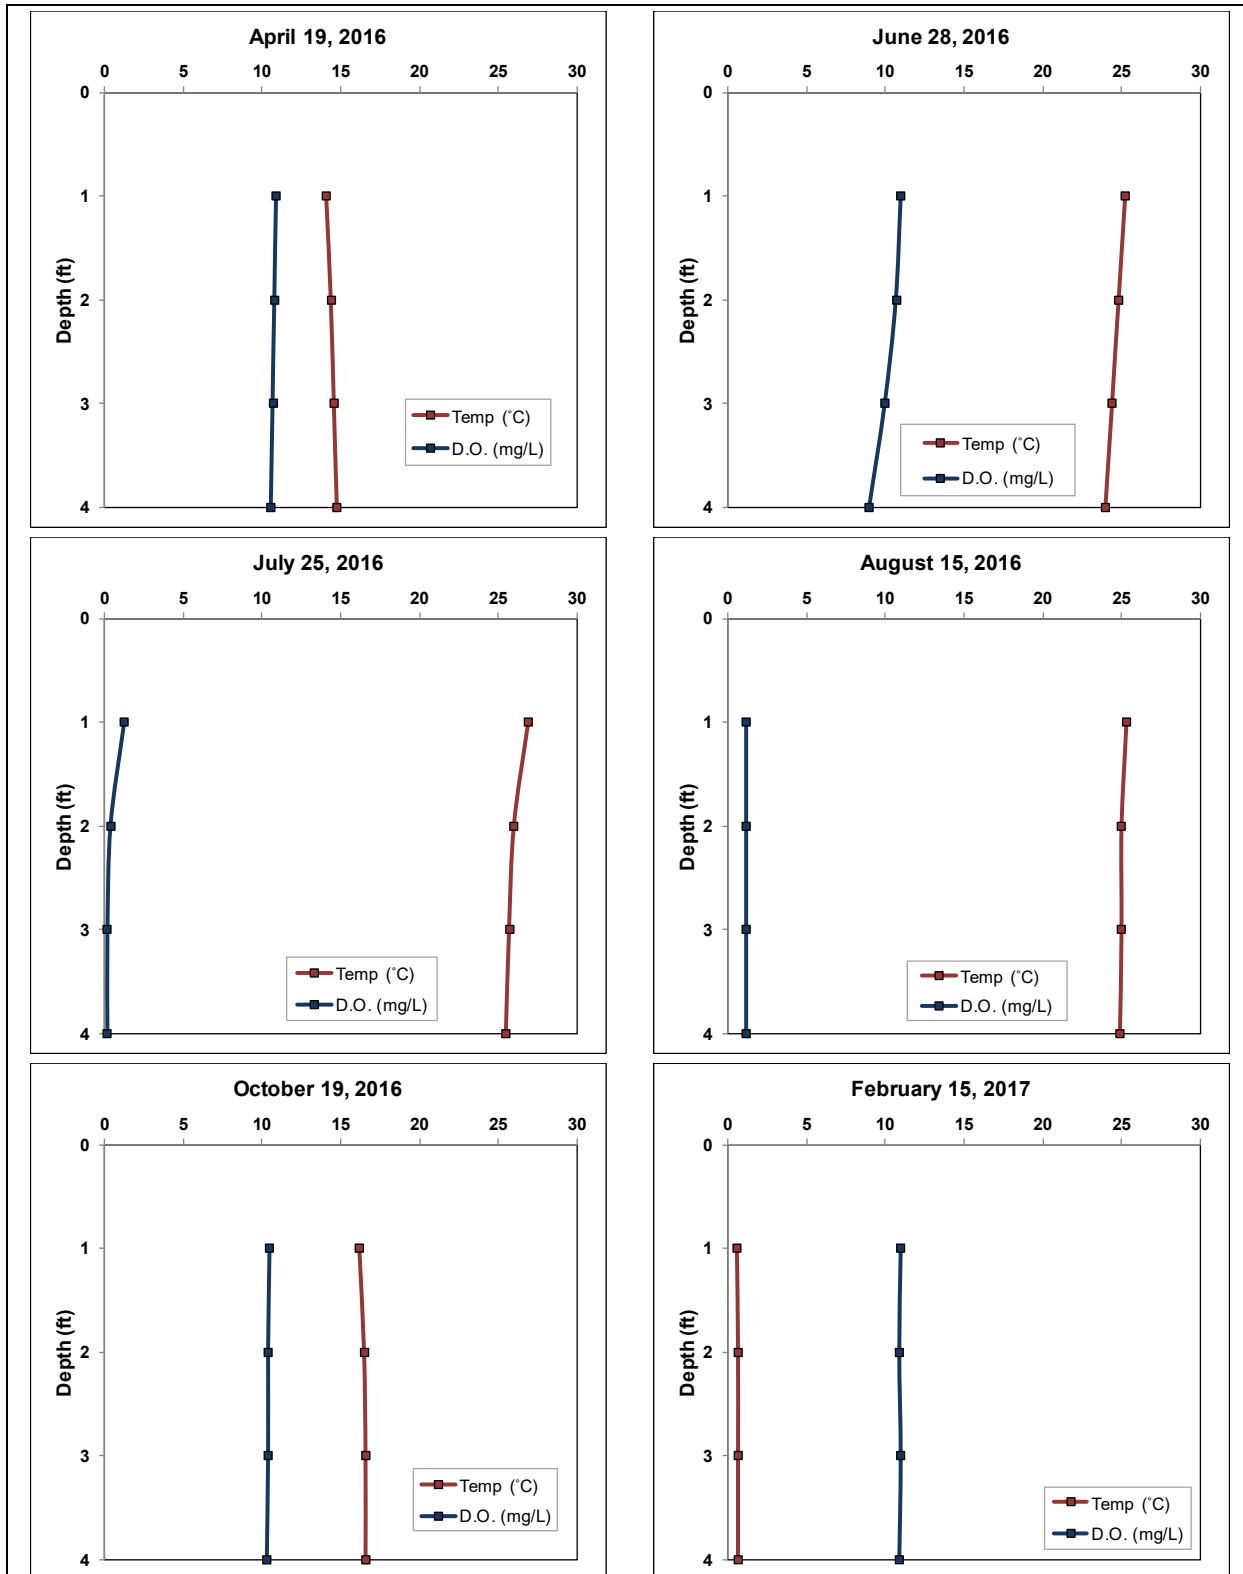 April 19, 2016
0 5 10 15 20 25 30
0
1
2
3
4
Depth (ft)
Temp (˚C)
D.O. (mg/L)
June 28, 2016
0 5 10 15 20 25 30
0
1
2
3
4
Depth (ft)
Temp (˚C)
D.O. (mg/L)
July 25, 2016
0 5 10 15 20 25 30
0
1
2
3
4
Depth (ft)
Temp (˚C)
D.O. (mg/L)
August 15, 2016
0 5 10 15 20 25 30
0
1
2
3
4
Depth (ft)
Temp (˚C)
D.O. (mg/L)
October 19, 2016
0 5 10 15 20 25 30
0
1
2
3
4
Depth (ft)
Temp (˚C)
D.O. (mg/L)
February 15, 2017
0 5 10 15 20 25 30
0
1
2
3
4
Depth (ft)
Temp (˚C)
D.O. (mg/L)